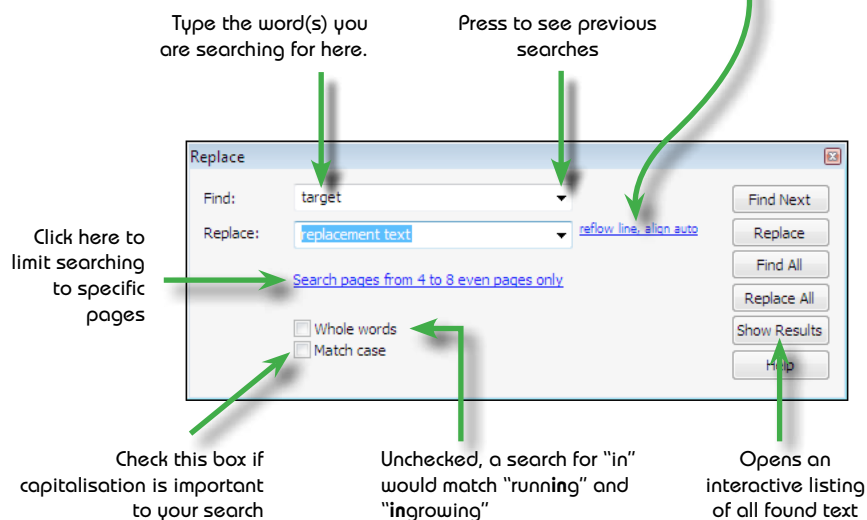 Type the word(s) you
are searching for here.
Press to see previous
searches
Replace
Find: target
Find Next
Replace: replacement text
reflow line, align auto
Replace
Click here to
limit searching
to specific
pages
Search pages from 4 to 8 even pages only
Find All
Replace All
Whole words
Show Results
Match case
Help
Check this box if
capitalisation is important
to your search
Unchecked, a search for “in”
would match “running” and
“ingrowing”
Opens an
interactive listing
of all found text